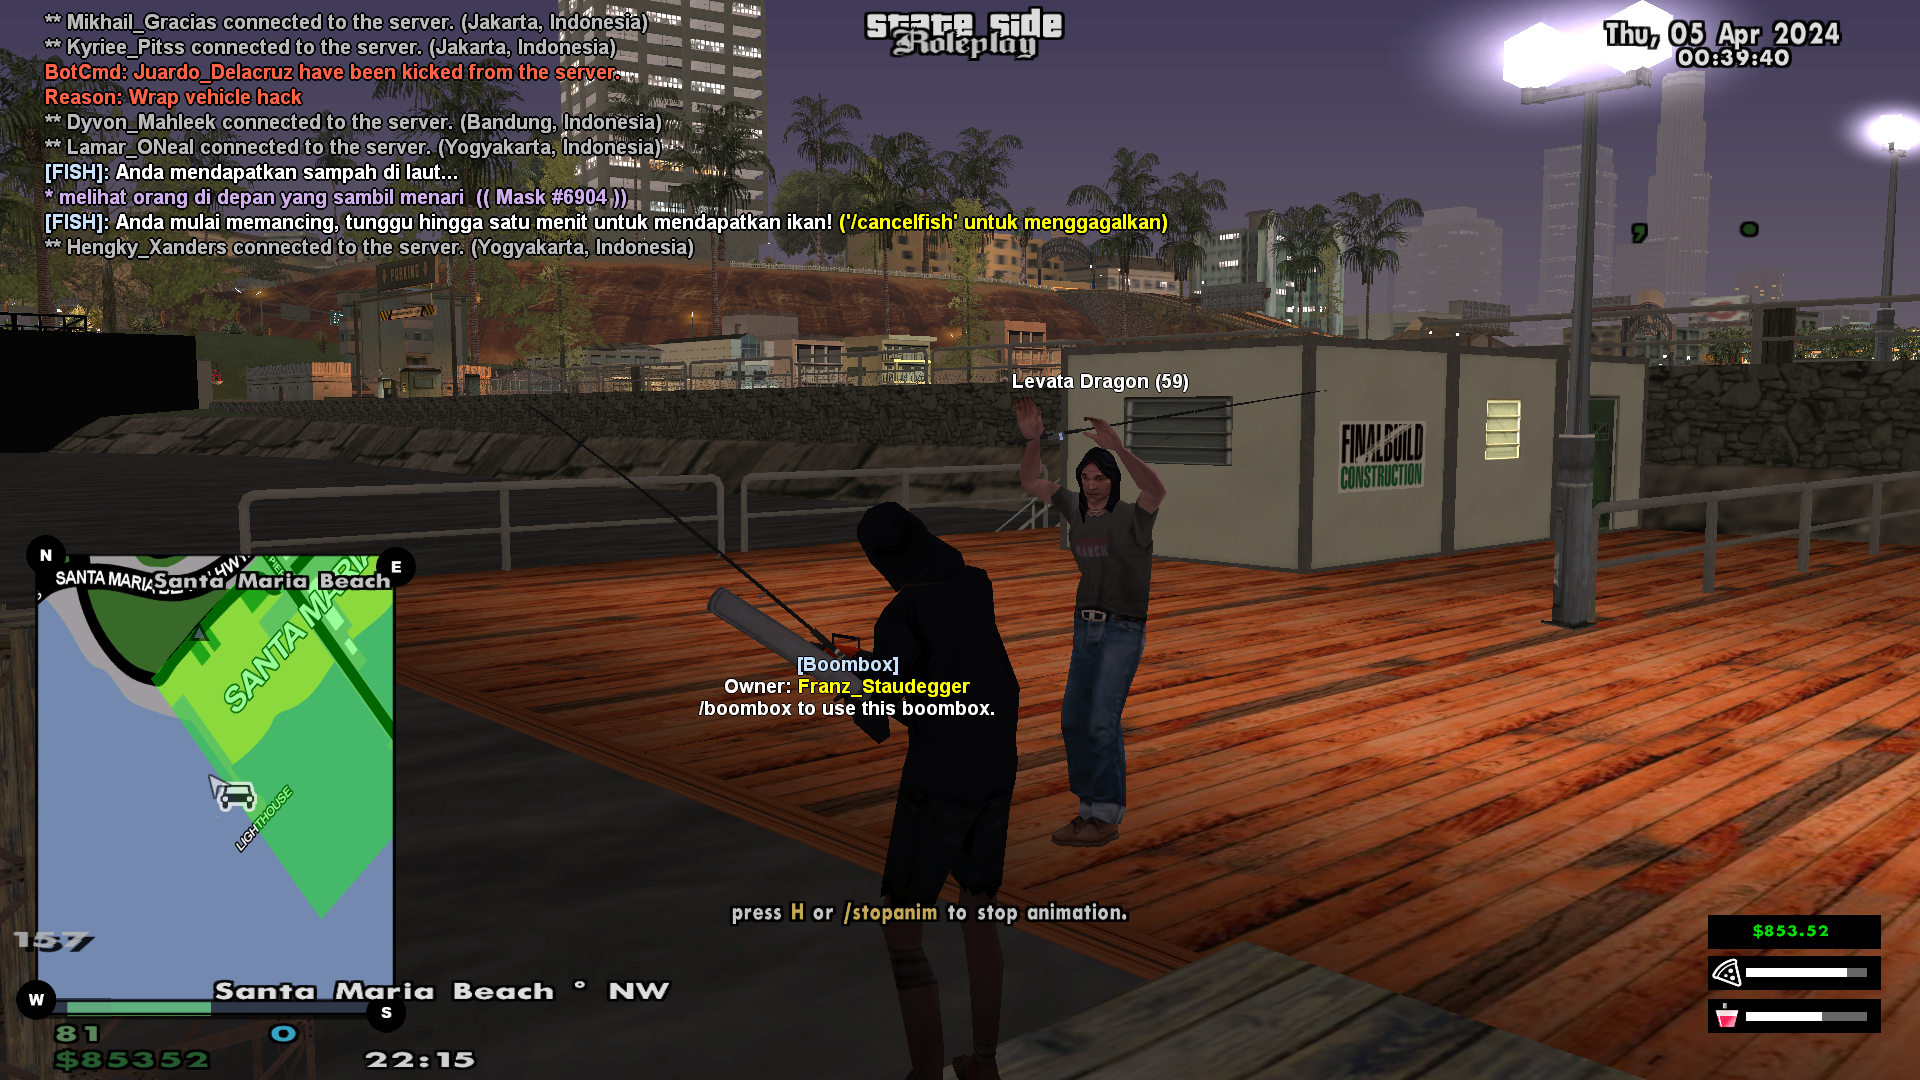 ** Mikhail_Gracias connected to the server. (Jakarta, Indonesia)
** Kyriee_Pitss connected to the server. (Jakarta, Indonesia)
BotCmd: Juardo_Delacruz have been kicked from the server.
Reason: Wrap vehicle hack
** Dyvon_Mahleek connected to the server. (Bandung, Indonesia)
** Lamar_ONeal connected to the server. (Yogyakarta, Indonesia)
[FISH]: Anda mendapatkan sampah di laut...
* melihat orang di depan yang sambil menari (( Mask #6904 ))
[FISH]: Anda mulai memancing, tunggu hingga satu menit untuk mendapatkan ikan! ('/cancelfish' untuk menggagalkan)
** Hengky_Xanders connected to the server. (Yogyakarta, Indonesia)
state side
Roleplay
Thu, 05 Apr 2024
00:39:40
PARKING
Levata Dragon (59)
FINALBUILD
CONSTRUCTION
[Boombox]
Owner: Franz_Staudegger
/boombox to use this boombox.
press H or /stopanim to stop animation.
N
E
SANTA MARIA
HWY
Santa Maria Beach
SANTA MARIA
LIGHTHOUSE
157
W
S
Santa Maria Beach ° NW
81
0
$85352
22:15
$853.52